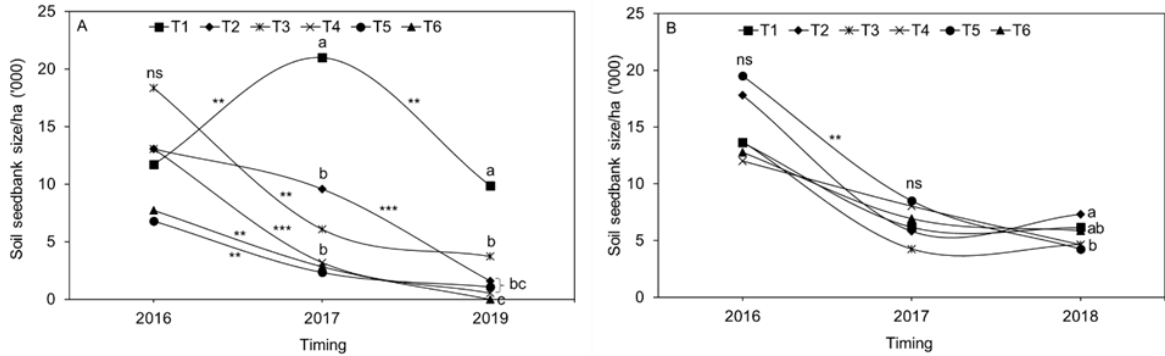 A
T1 T2 T3 T4 T5 T6
Soil seedbank size/ha ('000)
25
20
15
10
5
0
ns
**
a
**
a
b
**
***
b
***
b
**
**
bc
c
2016 2017 2019
Timing
B
T1 T2 T3 T4 T5 T6
Soil seedbank size/ha ('000)
25
20
15
10
5
0
ns
**
ns
a
ab
b
2016 2017 2018
Timing